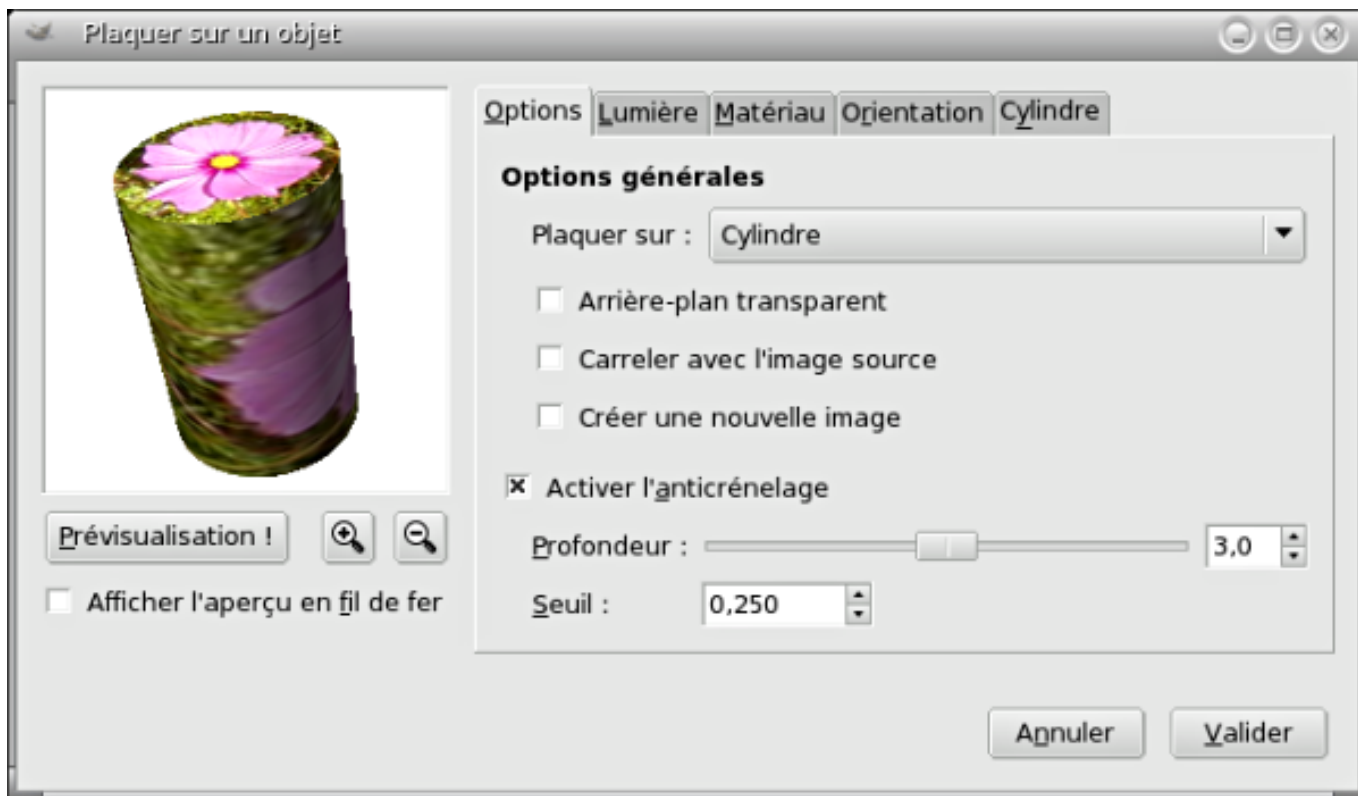 Plaquer sur un objet
Options Lumière Matériau Orientation Cylindre
Options générales
Plaquer sur : Cylindre
Arrière-plan transparent
Carreler avec l'image source
Créer une nouvelle image
Activer l'anticrénelage
Prévisualisation !
Profondeur : 3,0
Afficher l'aperçu en fil de fer
Seuil : 0,250
Annuler Valider